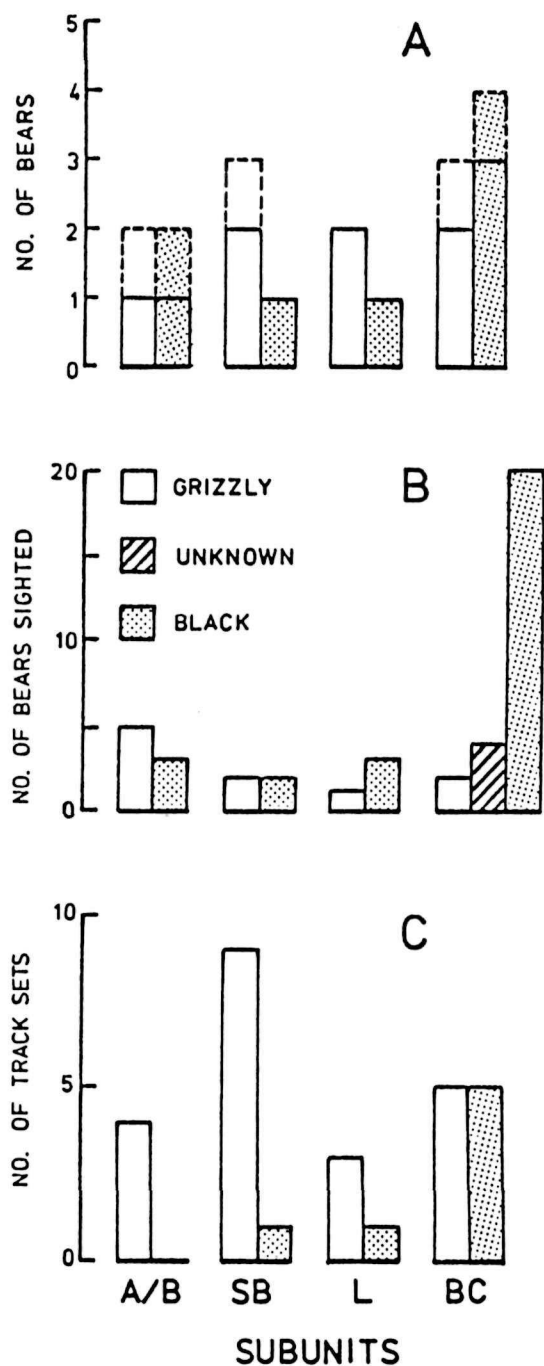 A
NO. OF BEARS
5
4
3
2
1
0
B
NO. OF BEARS SIGHTED
20
10
0
GRIZZLY
UNKNOWN
BLACK
C
NO. OF TRACK SETS
10
5
0
A/B SB L BC
SUBUNITS